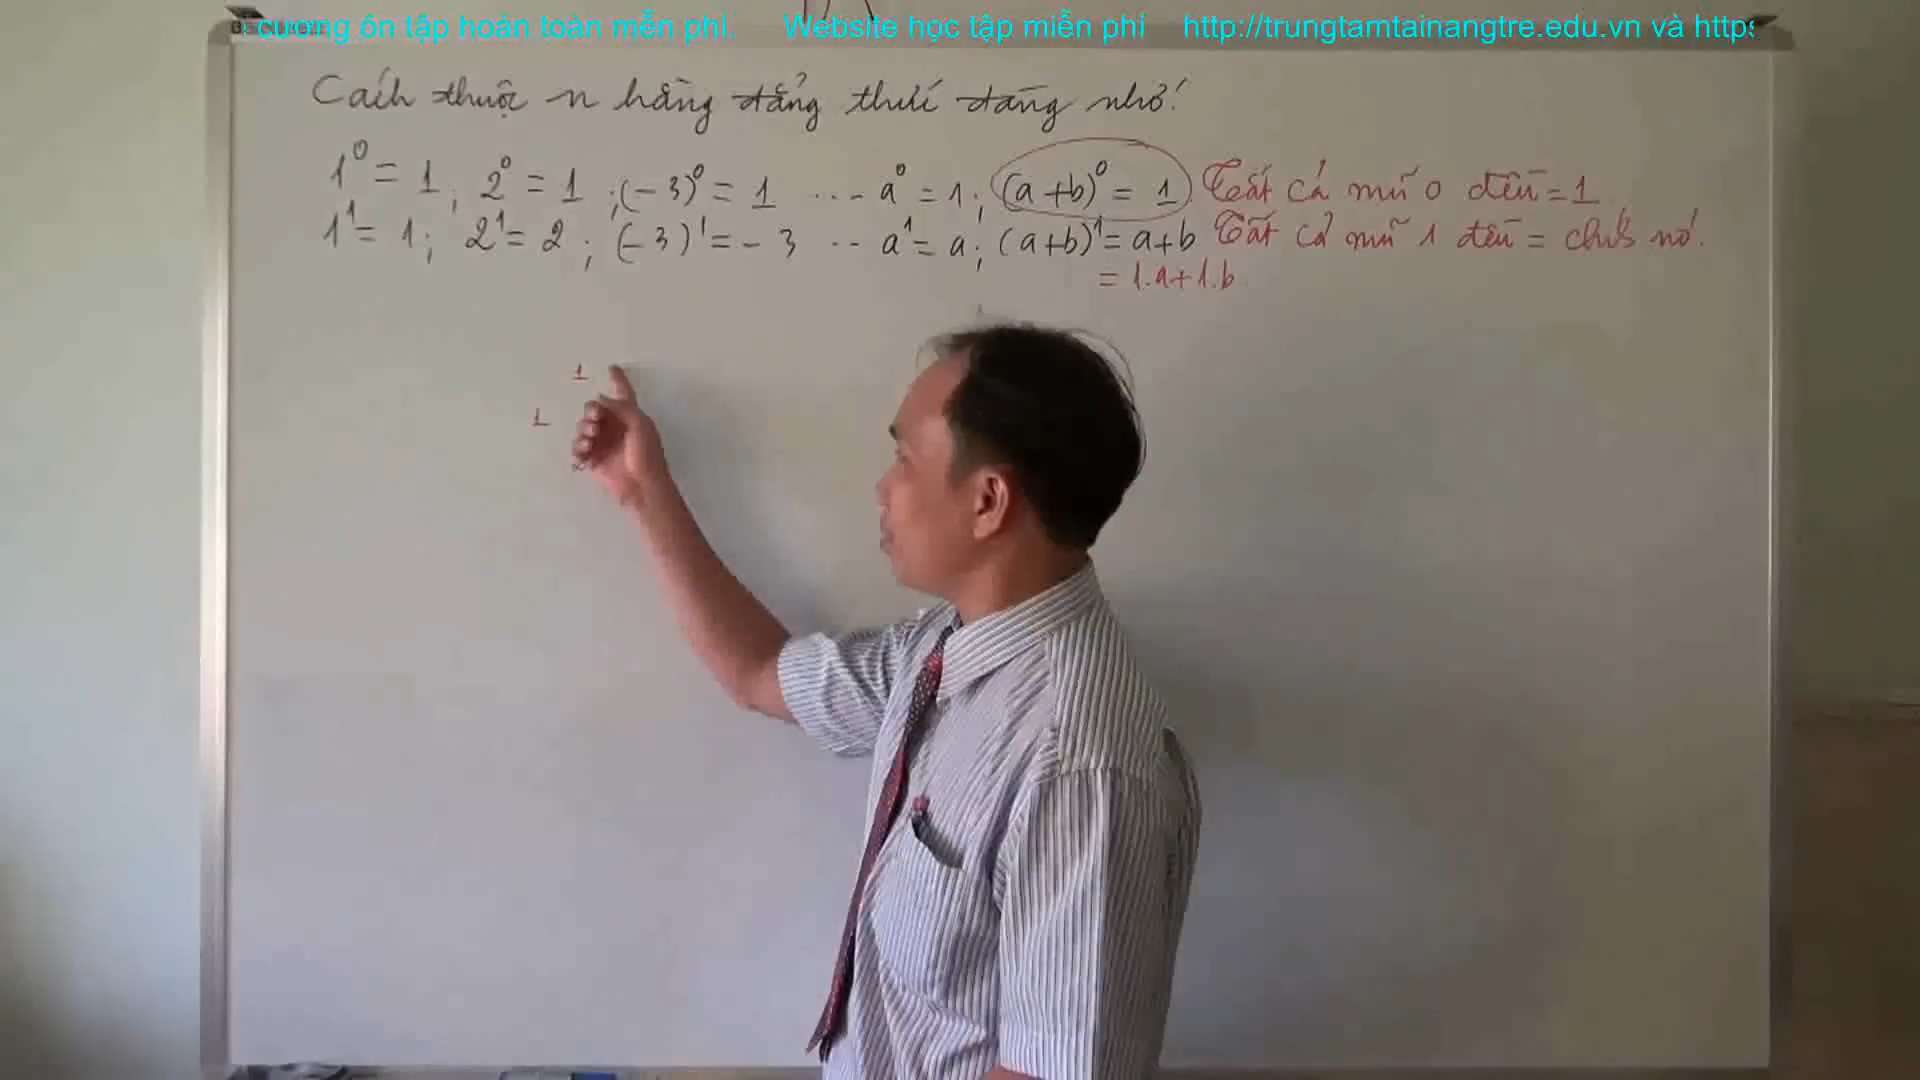 cương ôn tập hoàn toàn mễn phí. Website học tập miễn phí http://trungtamtainangtre.edu.vn và https
Cách thuộc n hằng đẳng thức đáng nhớ!
1⁰ = 1 ; 2⁰ = 1 ; (-3)⁰ = 1 ... a⁰ = 1 ; (a+b)⁰ = 1 Tất cả mũ 0 đều = 1
1¹ = 1 ; 2¹ = 2 ; (-3)¹ = -3 ... a¹ = a ; (a+b)¹ = a+b Tất cả mũ 1 đều = chính nó.
= 1.a+1.b
1
1